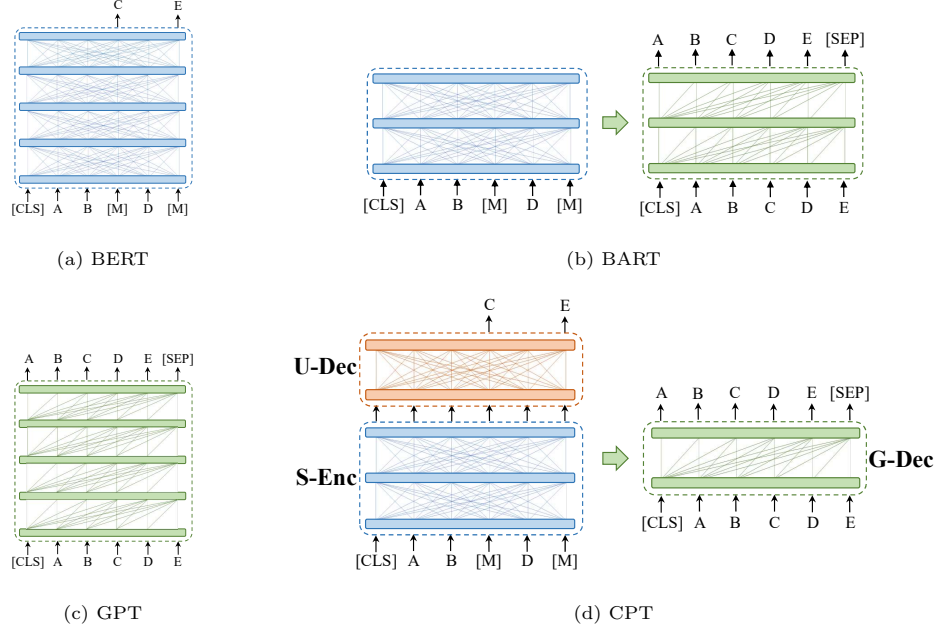 C E
[CLS] A B [M] D [M]
(a) BERT
A B C D E [SEP]
[CLS] A B [M] D [M]
[CLS] A B C D E
(b) BART
A B C D E [SEP]
[CLS] A B C D E
(c) GPT
C E
U-Dec
S-Enc
[CLS] A B [M] D [M]
A B C D E [SEP]
G-Dec
[CLS] A B C D E
(d) CPT